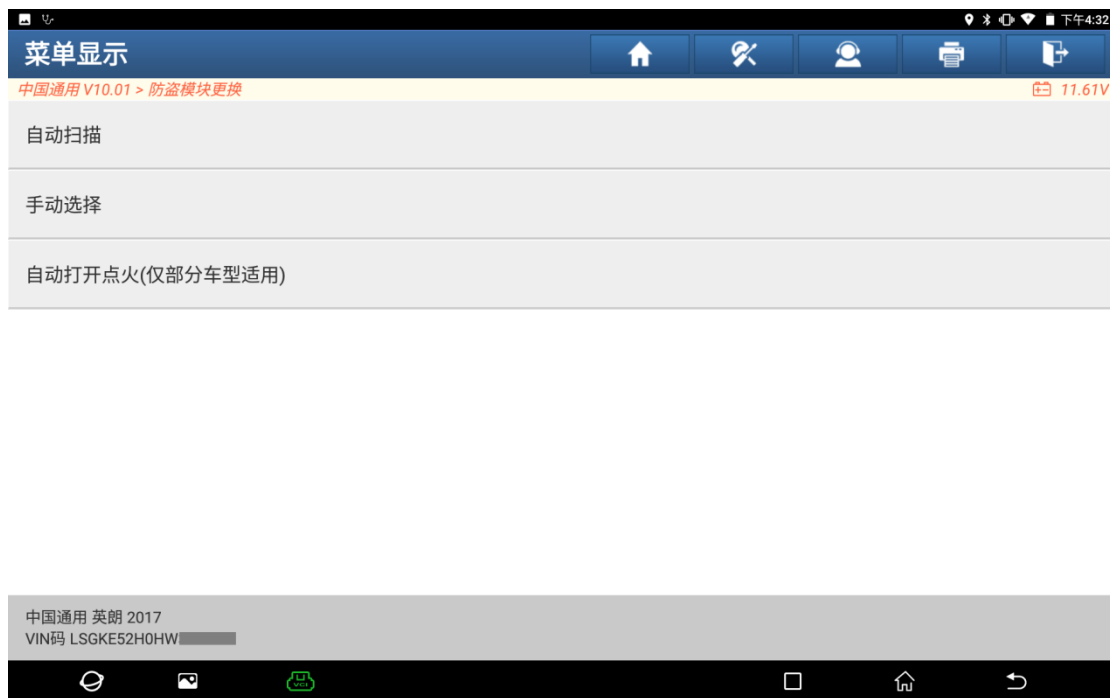 下午4:32
菜单显示
中国通用 V10.01 > 防盗模块更换
11.61V
自动扫描
手动选择
自动打开点火(仅部分车型适用)
中国通用 英朗 2017
VIN码 LSGKE52H0HW
VCI